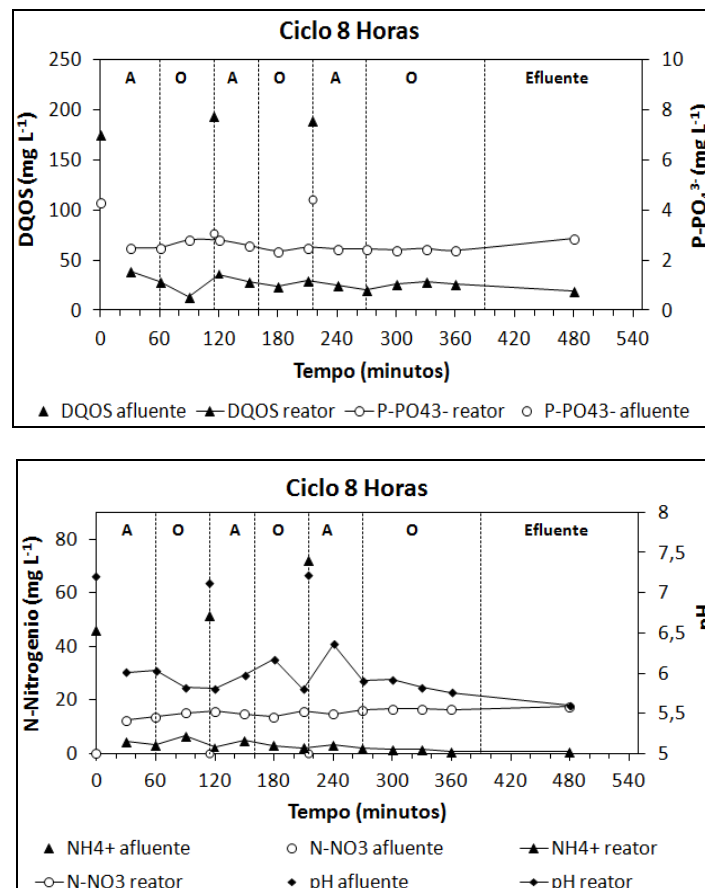 Ciclo 8 Horas
250
200
150
100
50
0
DQOS (mg L-1)
A O A O A O Efluente
10
8
6
4
2
0
P-PO₄³⁻ (mg L-1)
0 60 120 180 240 300 360 420 480 540
Tempo (minutos)
DQOS afluente DQOS reator P-PO43- reator P-PO43- afluente
Ciclo 8 Horas
80
60
40
20
0
N-Nitrogenio (mg L-1)
A O A O A O Efluente
8
7,5
7
6,5
6
5,5
5
pH
0 60 120 180 240 300 360 420 480 540
Tempo (minutos)
NH4+ afluente N-NO3 afluente NH4+ reator
N-NO3 reator pH afluente pH reator